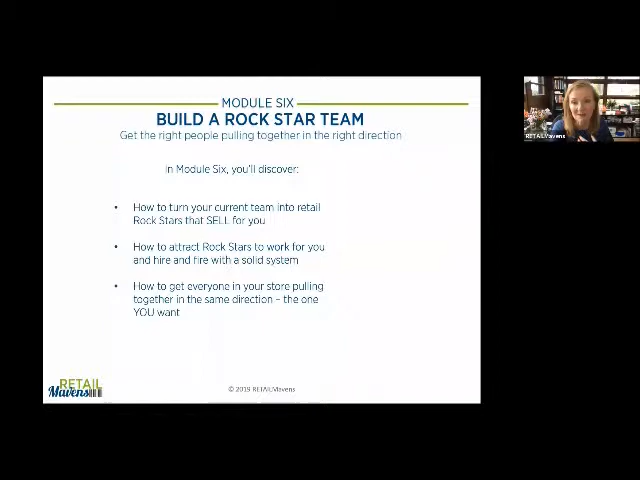 MODULE SIX
BUILD A ROCK STAR TEAM
Get the right people pulling together in the right direction
In Module Six, you'll discover:
• How to turn your current team into retail
Rock Stars that SELL for you
• How to attract Rock Stars to work for you
and hire and fire with a solid system
• How to get everyone in your store pulling
together in the same direction – the one
YOU want
RETAIL
Mavens
© 2019 RETAILMavens
RETAILMavens